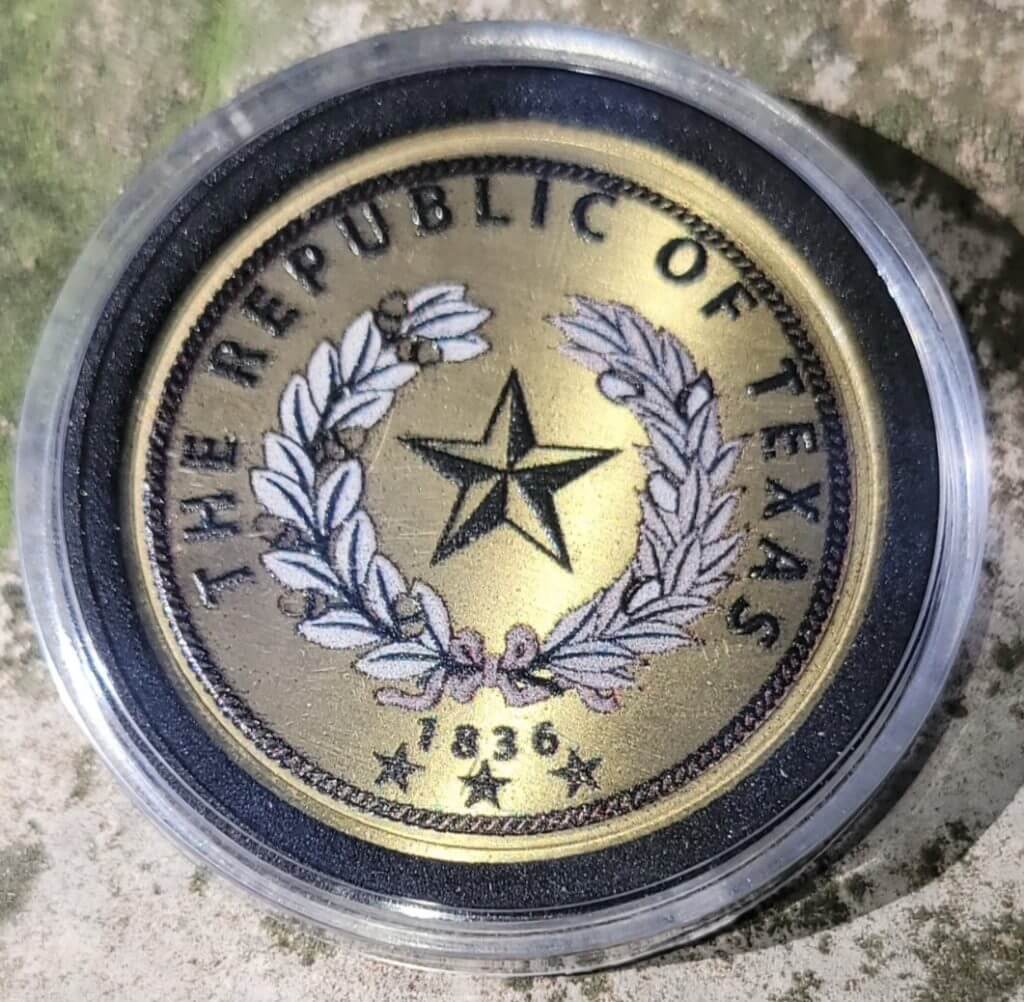 THE REPUBLIC OF TEXAS
1836